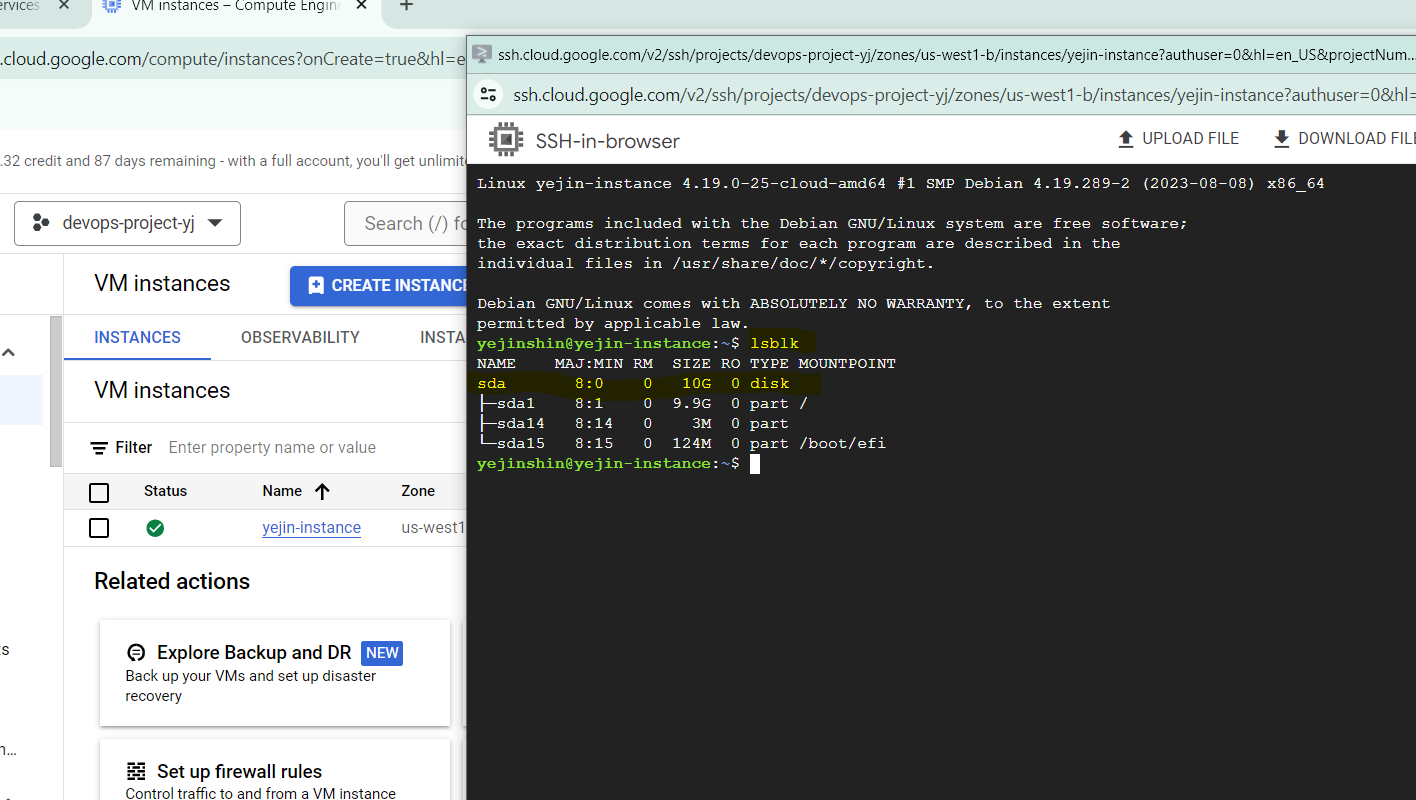 ervices
VM instances – Compute Engin
.cloud.google.com/compute/instances?onCreate=true&hl=e
.32 credit and 87 days remaining - with a full account, you'll get unlimite
devops-project-yj
Search (/) fo
VM instances
CREATE INSTANCE
INSTANCES
OBSERVABILITY
INSTA
VM instances
Filter
Enter property name or value
Status
Name
Zone
yejin-instance
us-west1
Related actions
Explore Backup and DR NEW
Back up your VMs and set up disaster
recovery
Set up firewall rules
Control traffic to and from a VM instance
ssh.cloud.google.com/v2/ssh/projects/devops-project-yj/zones/us-west1-b/instances/yejin-instance?authuser=0&hl=en_US&projectNum...
ssh.cloud.google.com/v2/ssh/projects/devops-project-yj/zones/us-west1-b/instances/yejin-instance?authuser=0&hl=
SSH-in-browser
UPLOAD FILE
DOWNLOAD FILE
Linux yejin-instance 4.19.0-25-cloud-amd64 #1 SMP Debian 4.19.289-2 (2023-08-08) x86_64
The programs included with the Debian GNU/Linux system are free software;
the exact distribution terms for each program are described in the
individual files in /usr/share/doc/*/copyright.
Debian GNU/Linux comes with ABSOLUTELY NO WARRANTY, to the extent
permitted by applicable law.
yejinshin@yejin-instance:~$ lsblk
NAME    MAJ:MIN RM  SIZE RO TYPE MOUNTPOINT
sda       8:0    0   10G  0 disk
├─sda1    8:1    0  9.9G  0 part /
├─sda14   8:14   0    3M  0 part
└─sda15   8:15   0  124M  0 part /boot/efi
yejinshin@yejin-instance:~$